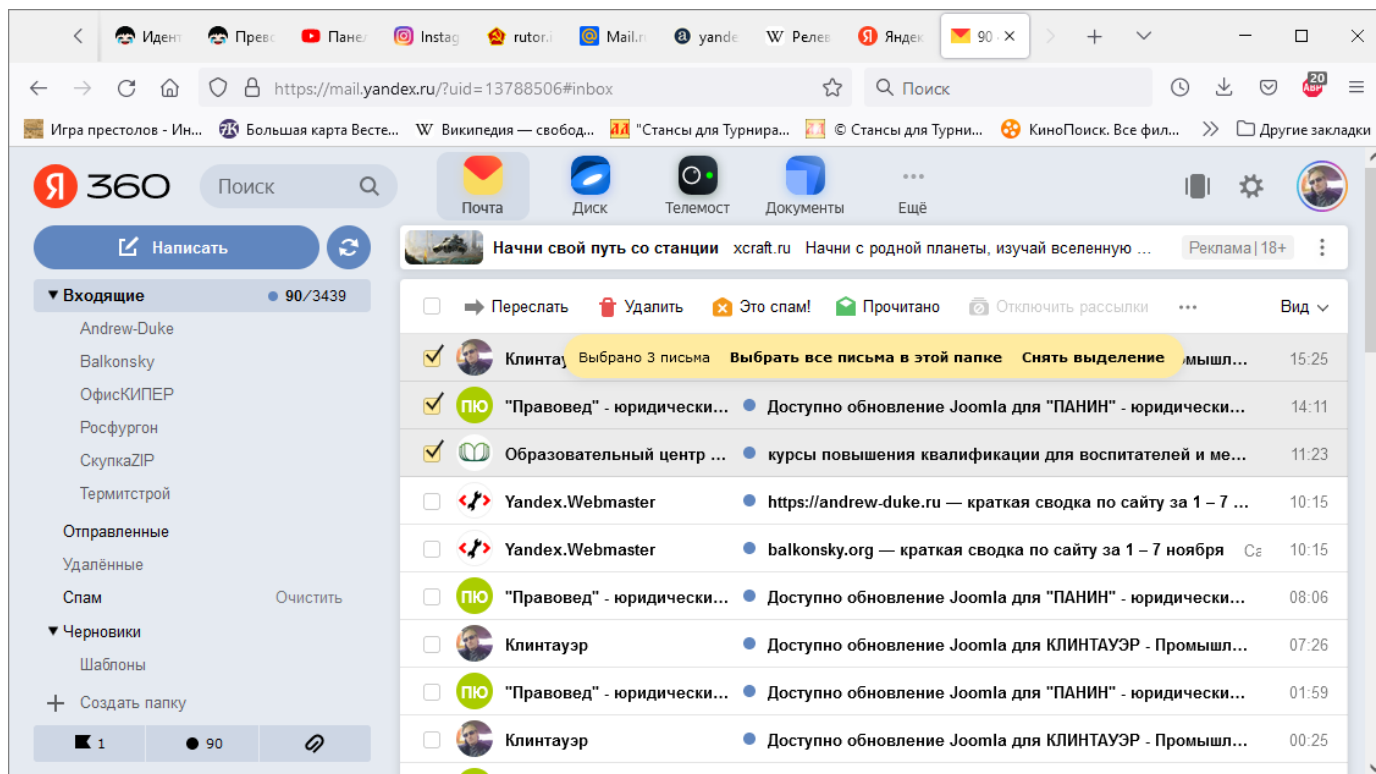 Иден Прево Панел Instag rutor.i Mail.r yande W Релев Яндек 90 -
https://mail.yandex.ru/?uid=13788506#inbox Поиск 20 ABP
Игра престолов - Ин... 7K Большая карта Весте... W Википедия — свобод... "Стансы для Турнира... © Стансы для Турни... КиноПоиск. Все фил... Другие закладки
Я 360 Поиск
Почта Диск Телемост Документы Ещё
Написать
Начни свой путь со станции xcraft.ru Начни с родной планеты, изучай вселенную ... Реклама | 18+
Входящие 90/3439
Andrew-Duke
Balkonsky
ОфисКИПЕР
Росфургон
СкупкаZIP
Термитстрой
Отправленные
Удалённые
Спам Очистить
Черновики
Шаблоны
Создать папку
1 90
Переслать Удалить Это спам! Прочитано Отключить рассылки ... Вид
Клинтау Выбрано 3 письма Выбрать все письма в этой папке Снять выделение мышл... 15:25
ПЮ "Правовед" - юридически... Доступно обновление Joomla для "ПАНИН" - юридически... 14:11
Образовательный центр ... курсы повышения квалификации для воспитателей и ме... 11:23
Yandex.Webmaster https://andrew-duke.ru — краткая сводка по сайту за 1 – 7 ... 10:15
Yandex.Webmaster balkonsky.org — краткая сводка по сайту за 1 – 7 ноября Са 10:15
ПЮ "Правовед" - юридически... Доступно обновление Joomla для "ПАНИН" - юридически... 08:06
Клинтауэр Доступно обновление Joomla для КЛИНТАУЭР - Промышл... 07:26
ПЮ "Правовед" - юридически... Доступно обновление Joomla для "ПАНИН" - юридически... 01:59
Клинтауэр Доступно обновление Joomla для КЛИНТАУЭР - Промышл... 00:25